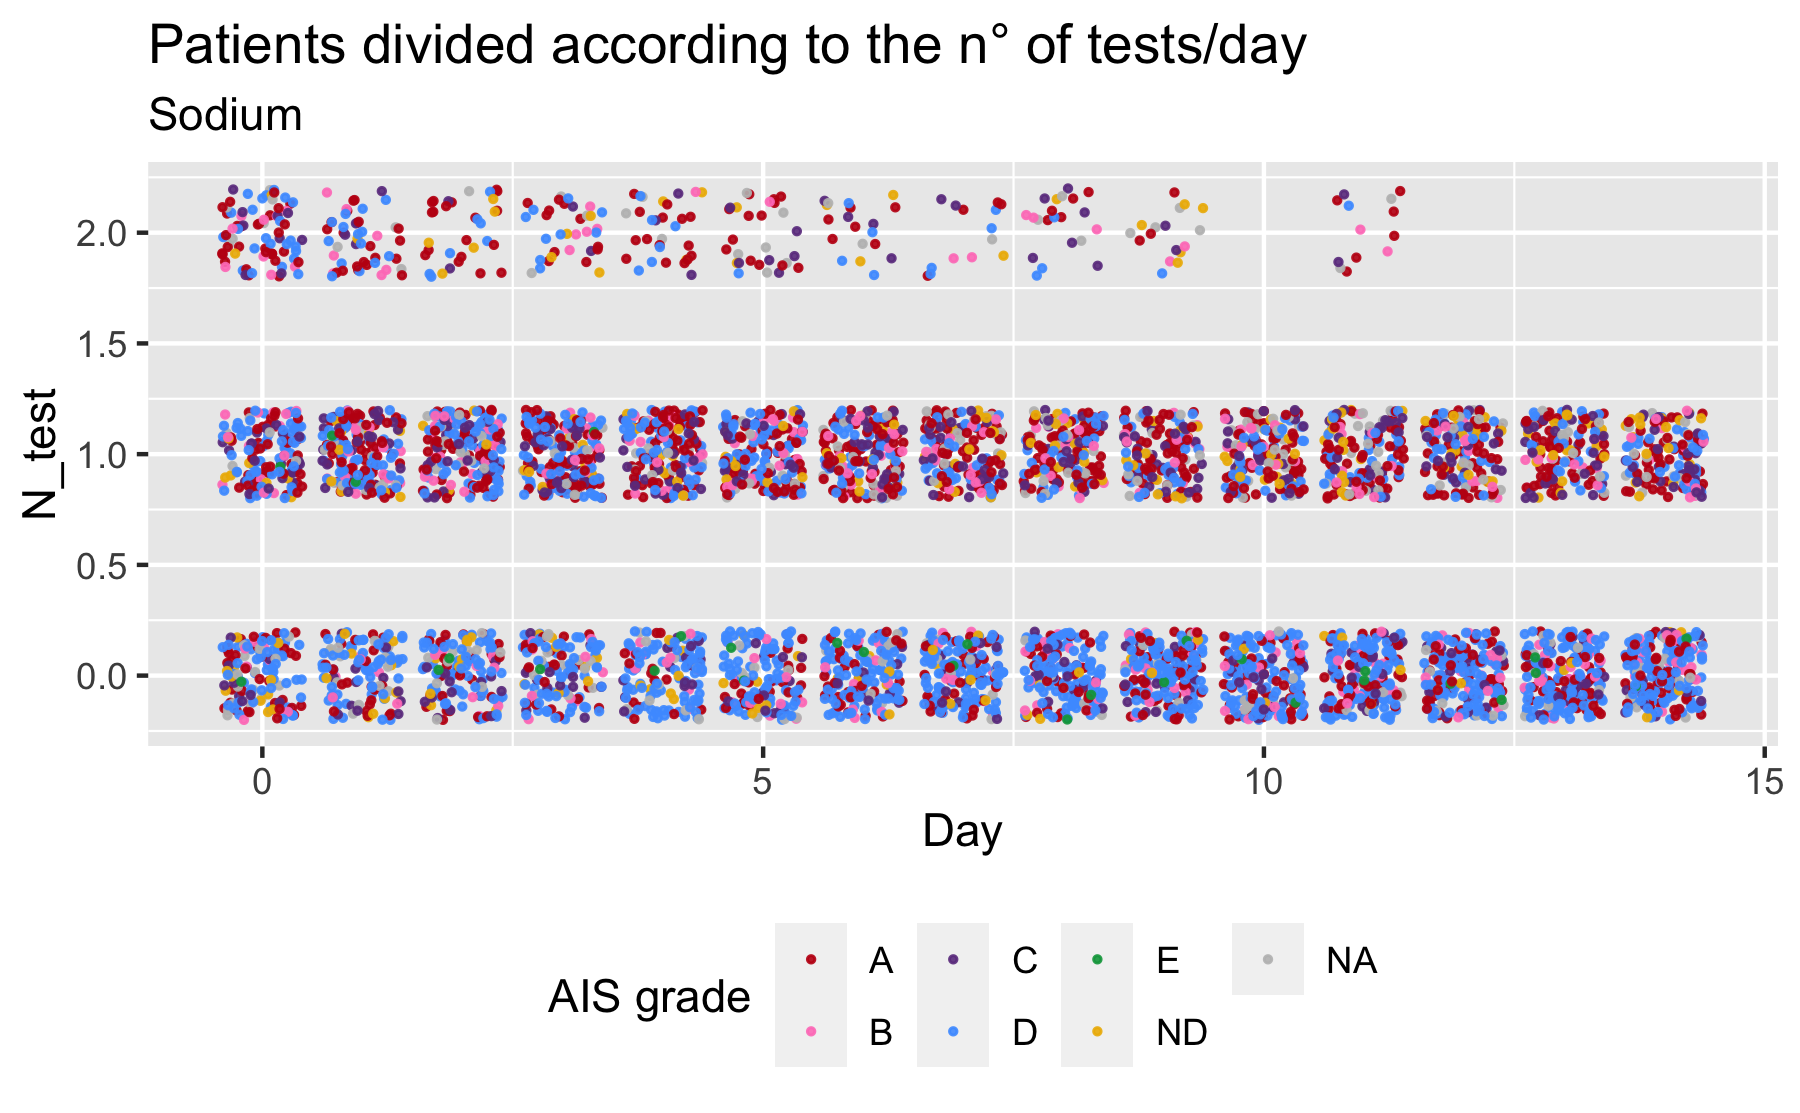 Patients divided according to the n° of tests/day
Sodium
N_test
2.0
1.5
1.0
0.5
0.0
0 5 10 15
Day
AIS grade
A C E NA
B D ND